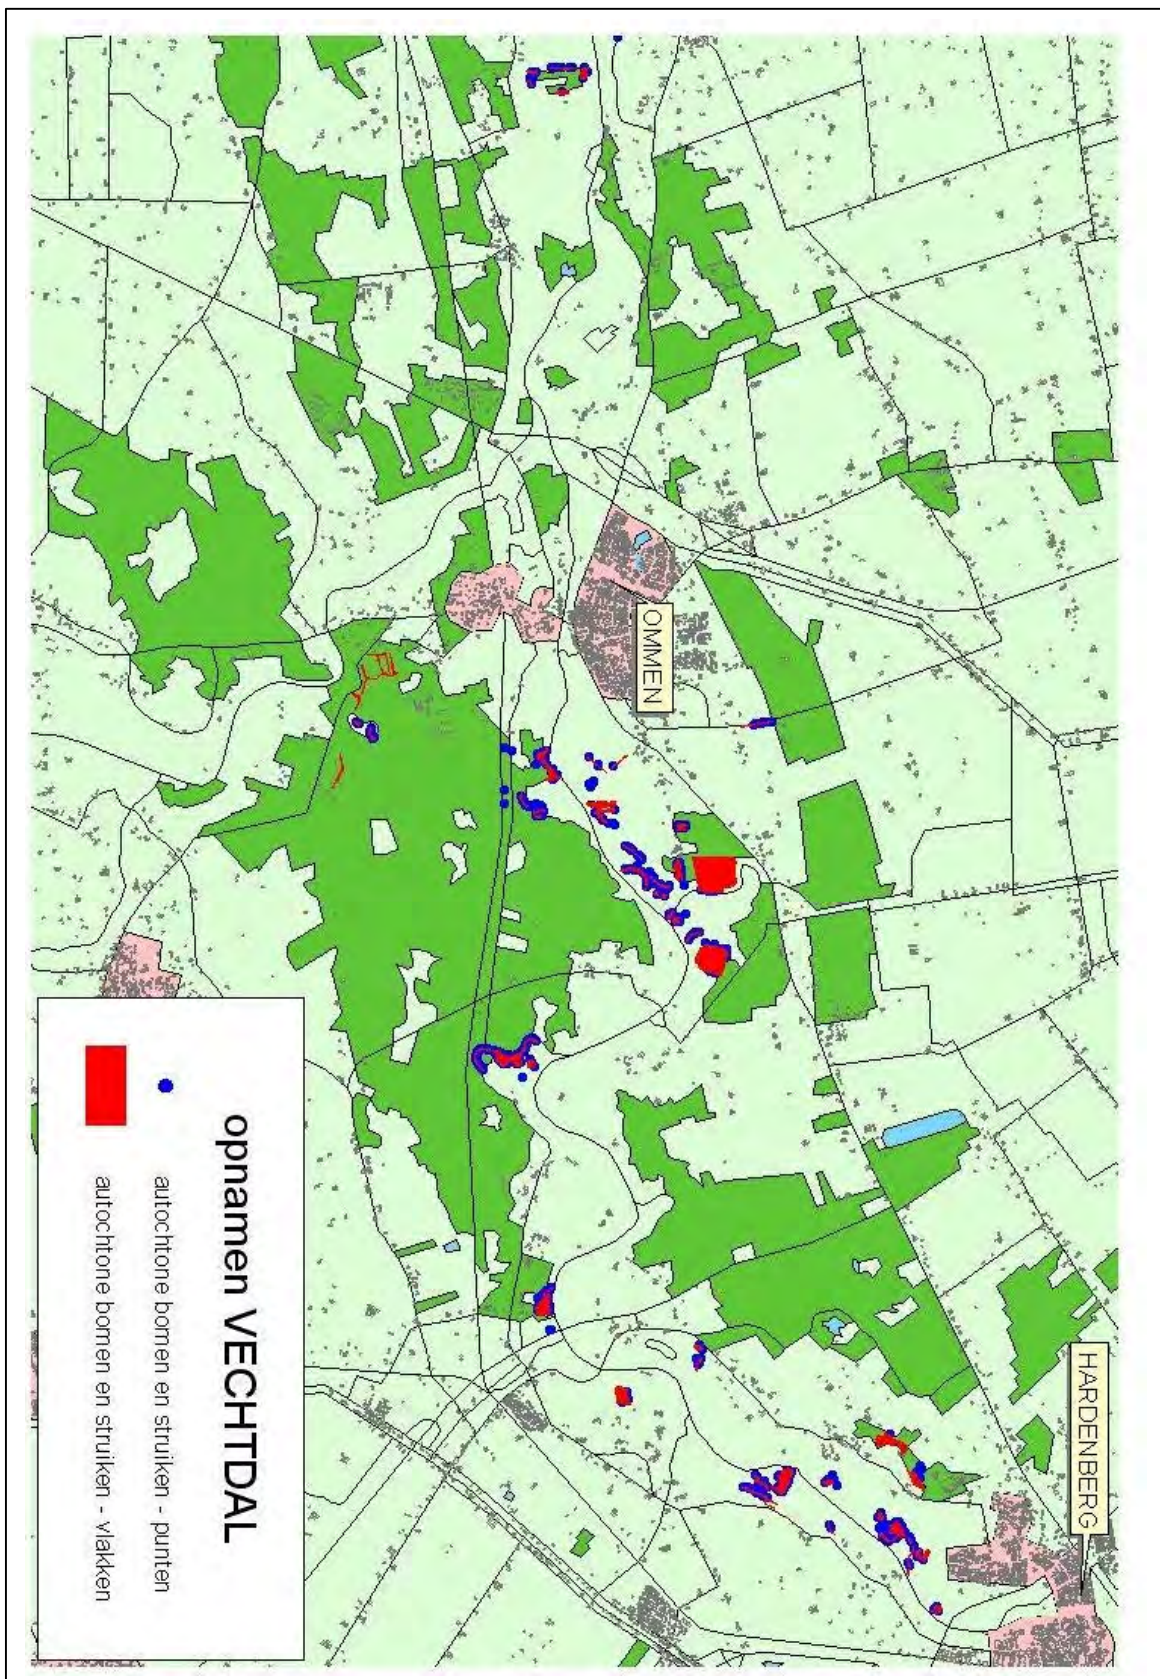 OMMEN
HARDENBERG
opnamen VECHTDAL
autochtone bomen en struiken - punten
autochtone bomen en struiken - vlakken